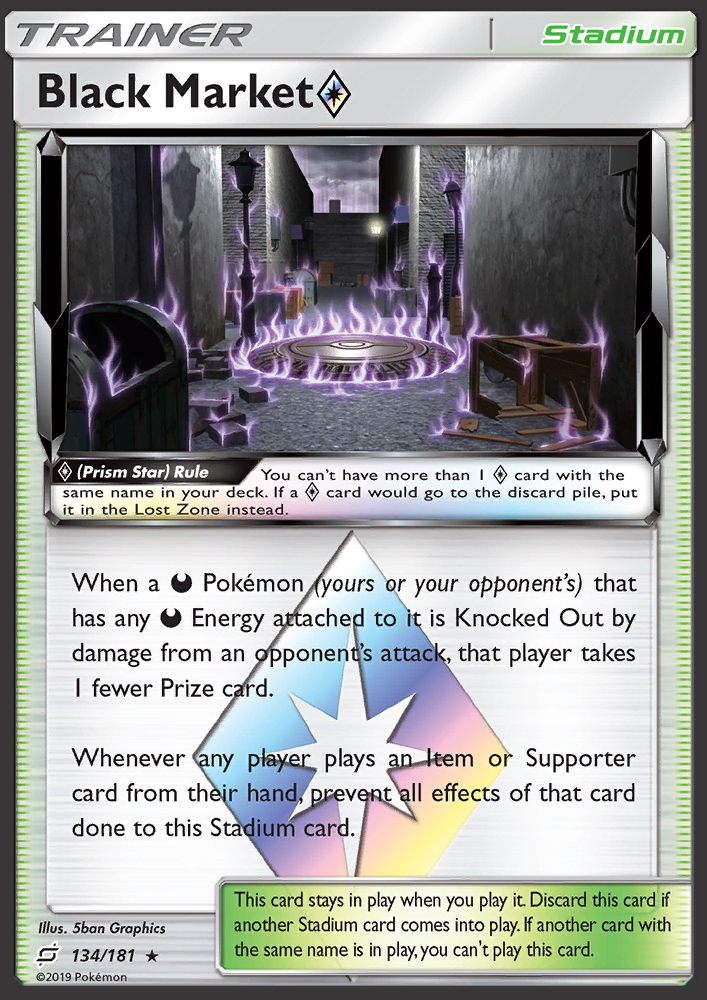 TRAINER
Stadium
Black Market
(Prism Star) Rule You can't have more than 1 card with the
same name in your deck. If a card would go to the discard pile, put
it in the Lost Zone instead.
When a Pokémon (yours or your opponent's) that
has any Energy attached to it is Knocked Out by
damage from an opponent's attack, that player takes
1 fewer Prize card.
Whenever any player plays an Item or Supporter
card from their hand, prevent all effects of that card
done to this Stadium card.
This card stays in play when you play it. Discard this card if
another Stadium card comes into play. If another card with
the same name is in play, you can't play this card.
Illus. 5ban Graphics
134/181 ★
©2019 Pokémon